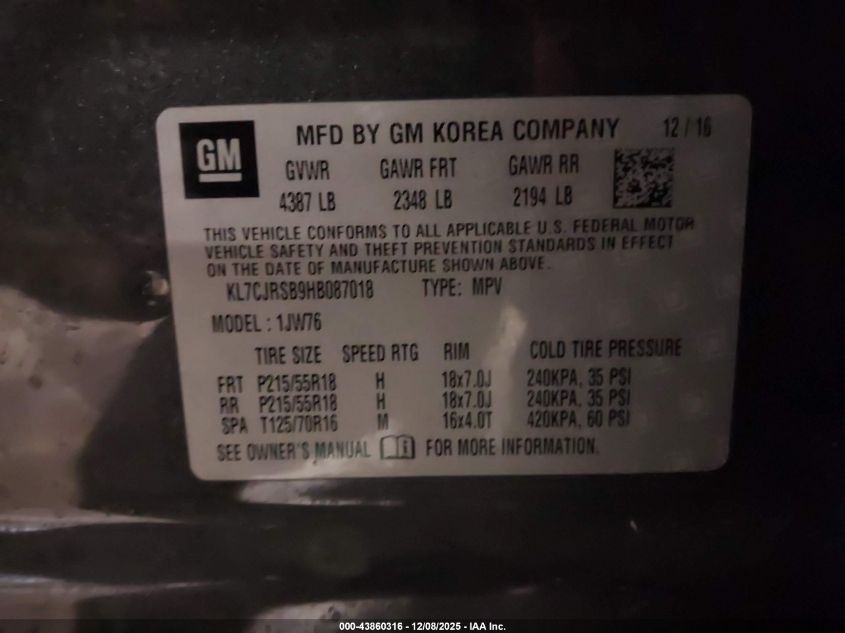 GM
MFD BY GM KOREA COMPANY 12 / 16
GVWR GAWR FRT GAWR RR
4387 LB 2348 LB 2194 LB
THIS VEHICLE CONFORMS TO ALL APPLICABLE U.S. FEDERAL MOTOR
VEHICLE SAFETY AND THEFT PREVENTION STANDARDS IN EFFECT
ON THE DATE OF MANUFACTURE SHOWN ABOVE.
KL7CJRSB9HB087018 TYPE: MPV
MODEL : 1JW76
TIRE SIZE SPEED RTG RIM COLD TIRE PRESSURE
FRT P215/55R18 H 18x7.0J 240KPA, 35 PSI
RR P215/55R18 H 18x7.0J 240KPA, 35 PSI
SPA T125/70R16 M 16x4.0T 420KPA, 60 PSI
SEE OWNER'S MANUAL FOR MORE INFORMATION.
000-43860316 - 12/08/2025 - IAA Inc.